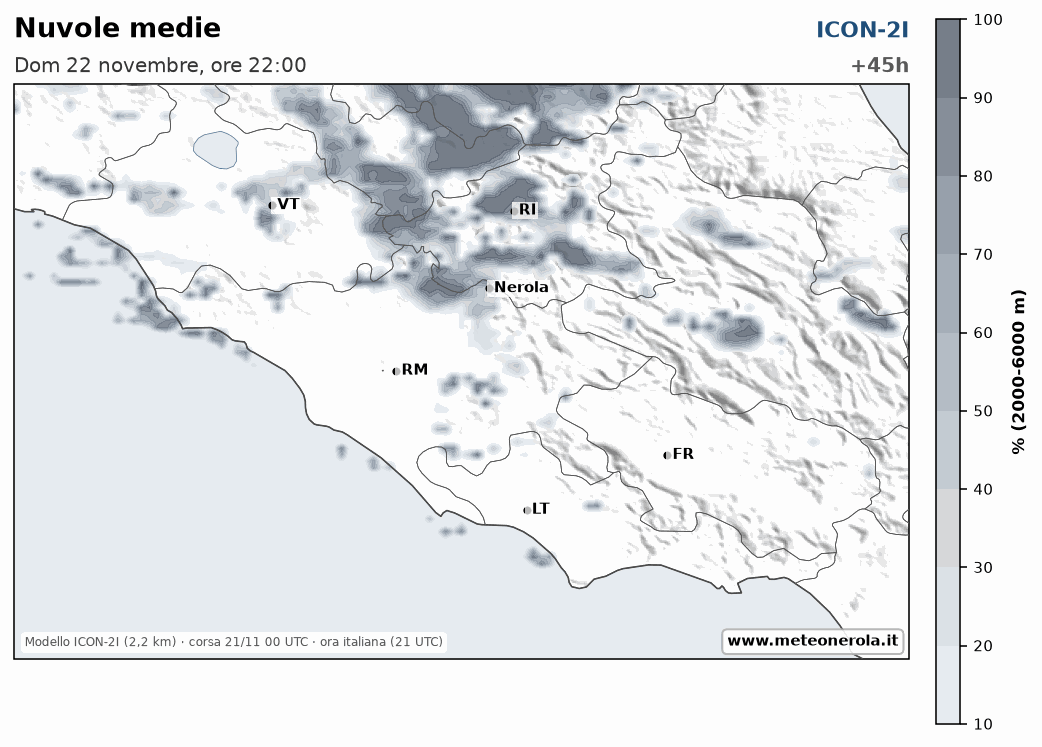 Nuvole medie
ICON-2I
Dom 22 novembre, ore 22:00
+45h
VT
RI
Nerola
RM
FR
LT
Modello ICON-2I (2,2 km) · corsa 21/11 00 UTC · ora italiana (21 UTC)
www.meteonerola.it
100
90
80
70
60
50
40
30
20
10
% (2000-6000 m)